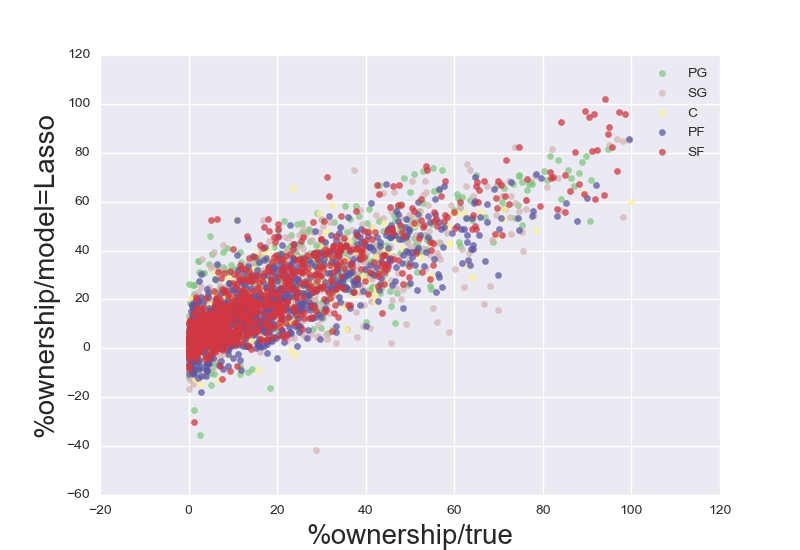 120
100
80
60
40
20
0
−20
−40
−60
−20 0 20 40 60 80 100 120
%ownership/model=Lasso
%ownership/true
PG
SG
C
PF
SF